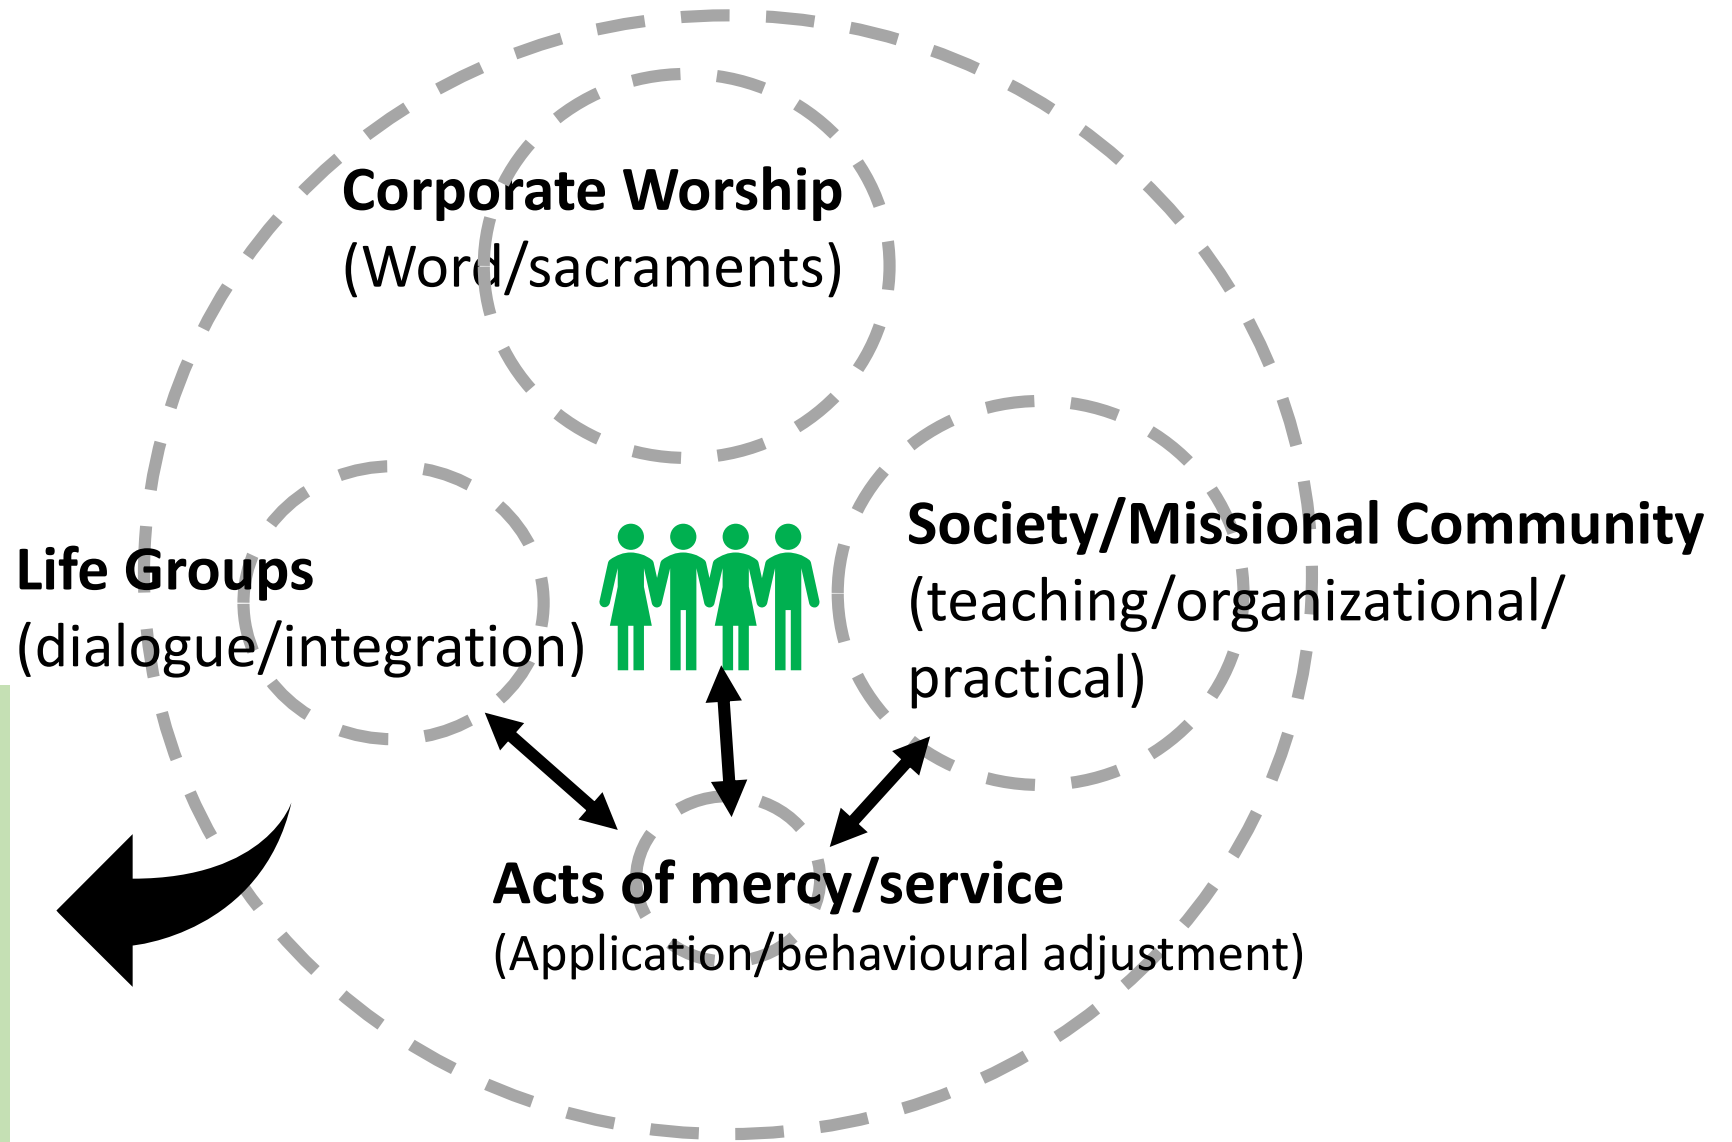 Corporate Worship
(Word/sacraments)
Society/Missional Community
(teaching/organizational/
practical)
Life Groups
(dialogue/integration)
Acts of mercy/service
(Application/behavioural adjustment)